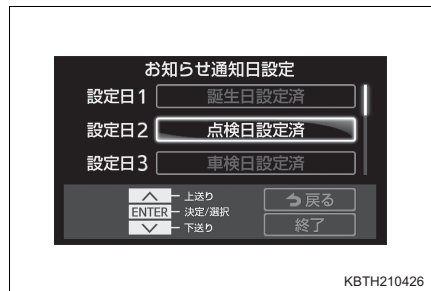 お知らせ通知日設定
設定日1 誕生日設定済
設定日2 点検日設定済
設定日3 車検日設定済
上送り
ENTER 決定/選択
下送り
戻る
終了
KBTH210426